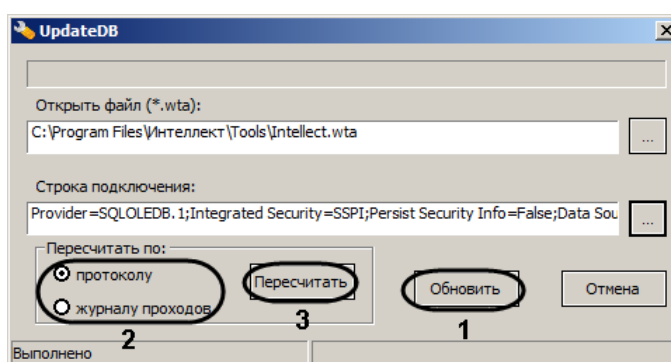 UpdateDB
Открыть файл (*.wta):
C:\Program Files\Интеллект\Tools\Intellect.wta
...
Строка подключения:
Provider=SQLOLEDB.1;Integrated Security=SSPI;Persist Security Info=False;Data Sou
...
Пересчитать по:
протоколу
журналу проходов
Пересчитать
Обновить
Отмена
2
3
1
Выполнено